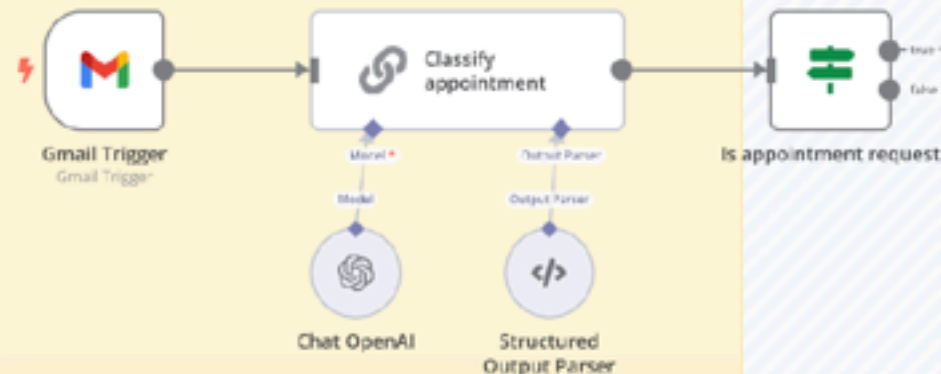 Classify
appointment
true
false
Gmail Trigger
Gmail Trigger
Model *
Output Parser
Is appointment request
Model
Output Parser
</>
Chat OpenAI
Structured
Output Parser